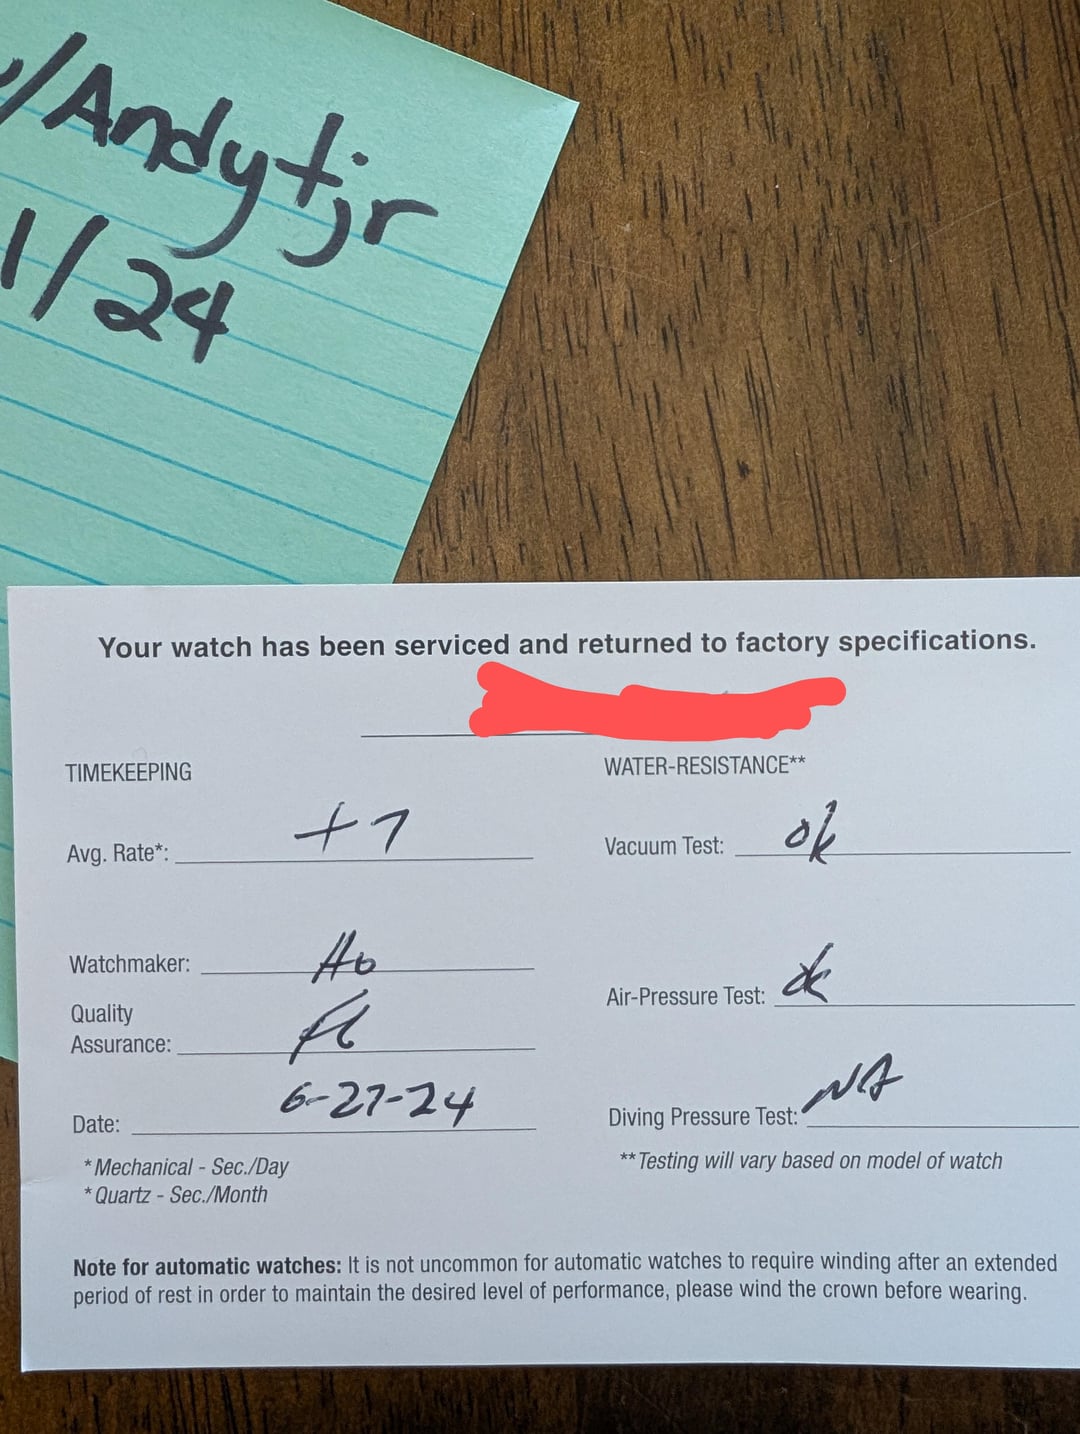 /Andytjr
1/24
Your watch has been serviced and returned to factory specifications.
TIMEKEEPING
WATER-RESISTANCE**
Avg. Rate*: +7
Vacuum Test: ok
Watchmaker:
Air-Pressure Test: ok
Quality
Assurance:
Date: 6-27-24
Diving Pressure Test: NA
*Mechanical - Sec./Day
*Quartz - Sec./Month
**Testing will vary based on model of watch
Note for automatic watches: It is not uncommon for automatic watches to require winding after an extended
period of rest in order to maintain the desired level of performance, please wind the crown before wearing.